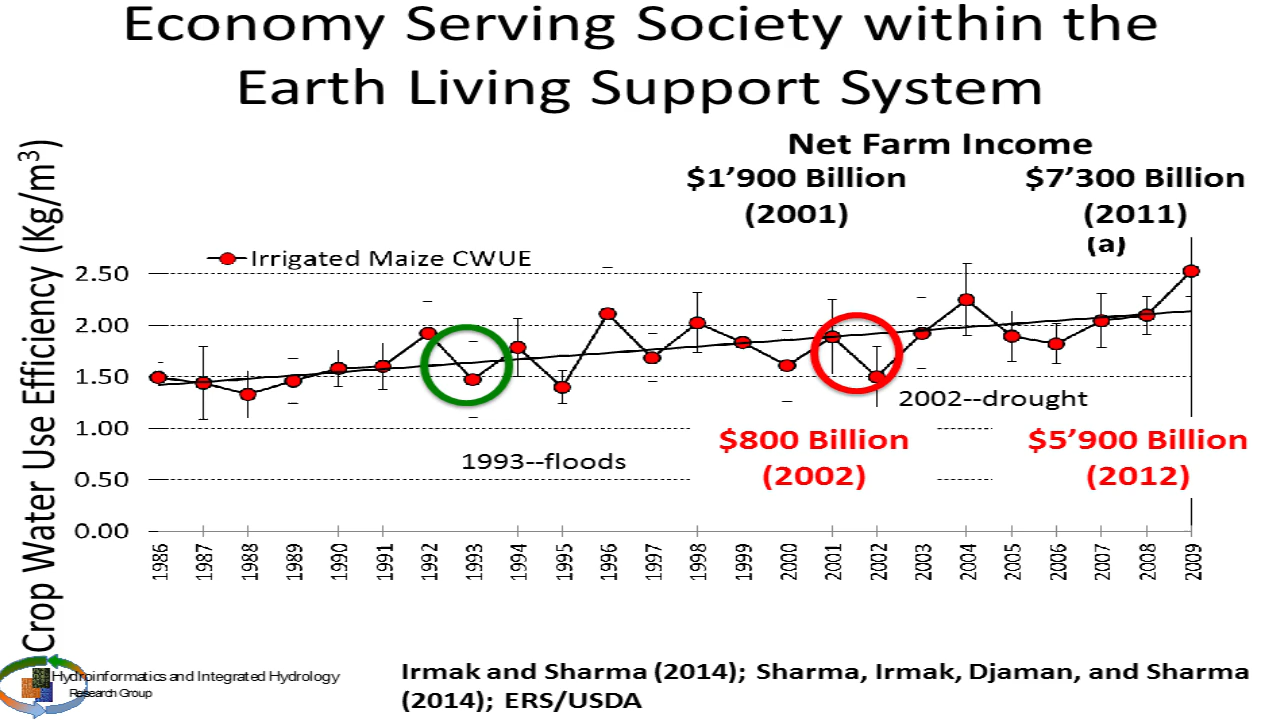 Economy Serving Society within the
Earth Living Support System
Net Farm Income
$1’900 Billion
(2001)
$7’300 Billion
(2011)
(a)
Crop Water Use Efficiency (Kg/m³)
Irrigated Maize CWUE
2.50
2.00
1.50
1.00
0.50
0.00
2002--drought
1993--floods
$800 Billion
(2002)
$5’900 Billion
(2012)
1986
1987
1988
1989
1990
1991
1992
1993
1994
1995
1996
1997
1998
1999
2000
2001
2002
2003
2004
2005
2006
2007
2008
2009
Hydroinformatics and Integrated Hydrology
Research Group
Irmak and Sharma (2014); Sharma, Irmak, Djaman, and Sharma
(2014); ERS/USDA